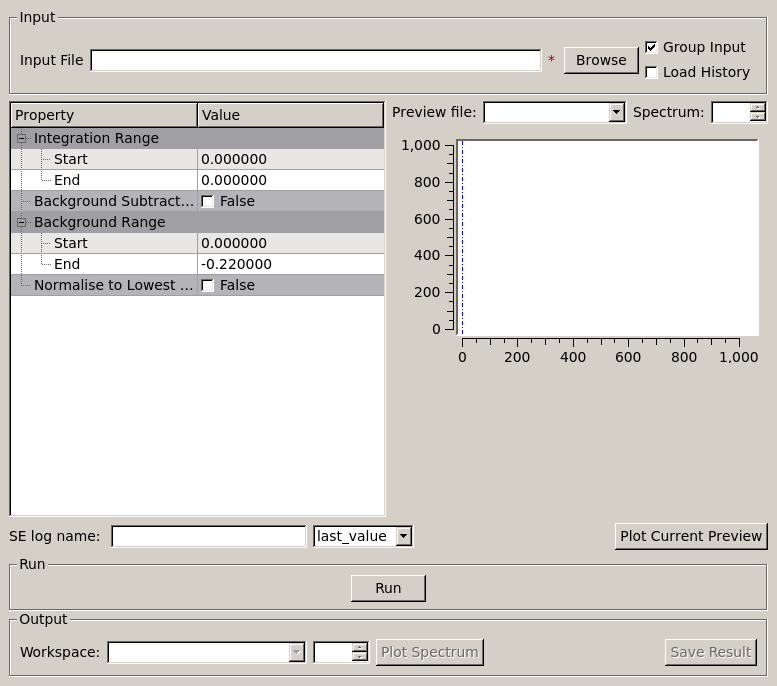 Input
Input File * Browse
Group Input
Load History
Property Value
Integration Range
Start 0.000000
End 0.000000
Background Subtract... False
Background Range
Start 0.000000
End -0.220000
Normalise to Lowest ... False
Preview file: Spectrum:
1,000
800
600
400
200
0
0 200 400 600 800 1,000
SE log name: last_value Plot Current Preview
Run
Run
Output
Workspace: Plot Spectrum Save Result